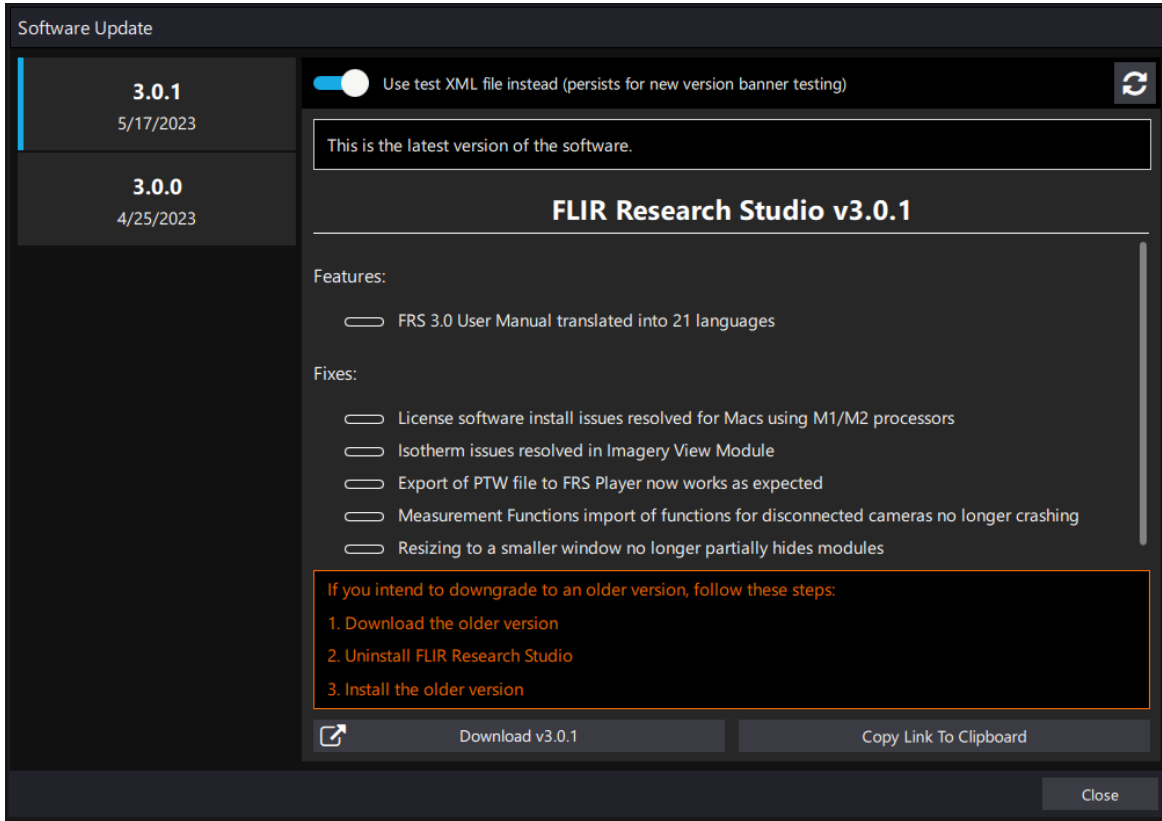 Software Update
3.0.1
5/17/2023
3.0.0
4/25/2023
Use test XML file instead (persists for new version banner testing)
This is the latest version of the software.
FLIR Research Studio v3.0.1
Features:
FRS 3.0 User Manual translated into 21 languages
Fixes:
License software install issues resolved for Macs using M1/M2 processors
Isotherm issues resolved in Imagery View Module
Export of PTW file to FRS Player now works as expected
Measurement Functions import of functions for disconnected cameras no longer crashing
Resizing to a smaller window no longer partially hides modules
If you intend to downgrade to an older version, follow these steps:
1. Download the older version
2. Uninstall FLIR Research Studio
3. Install the older version
Download v3.0.1
Copy Link To Clipboard
Close